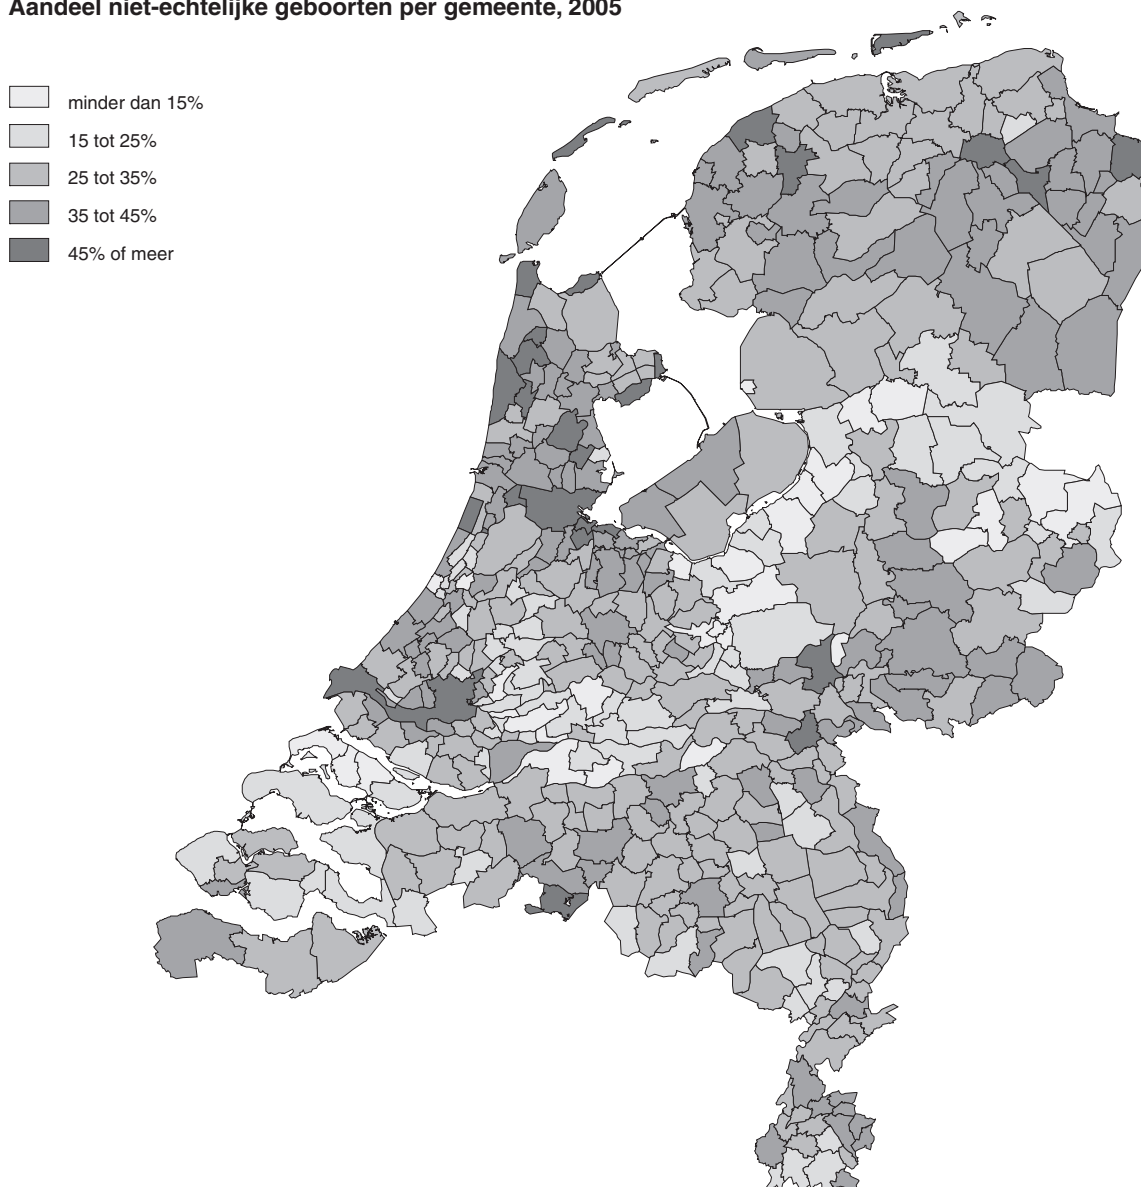 Aandeel niet-echtelijke geboorten per gemeente, 2005
minder dan 15%
15 tot 25%
25 tot 35%
35 tot 45%
45% of meer